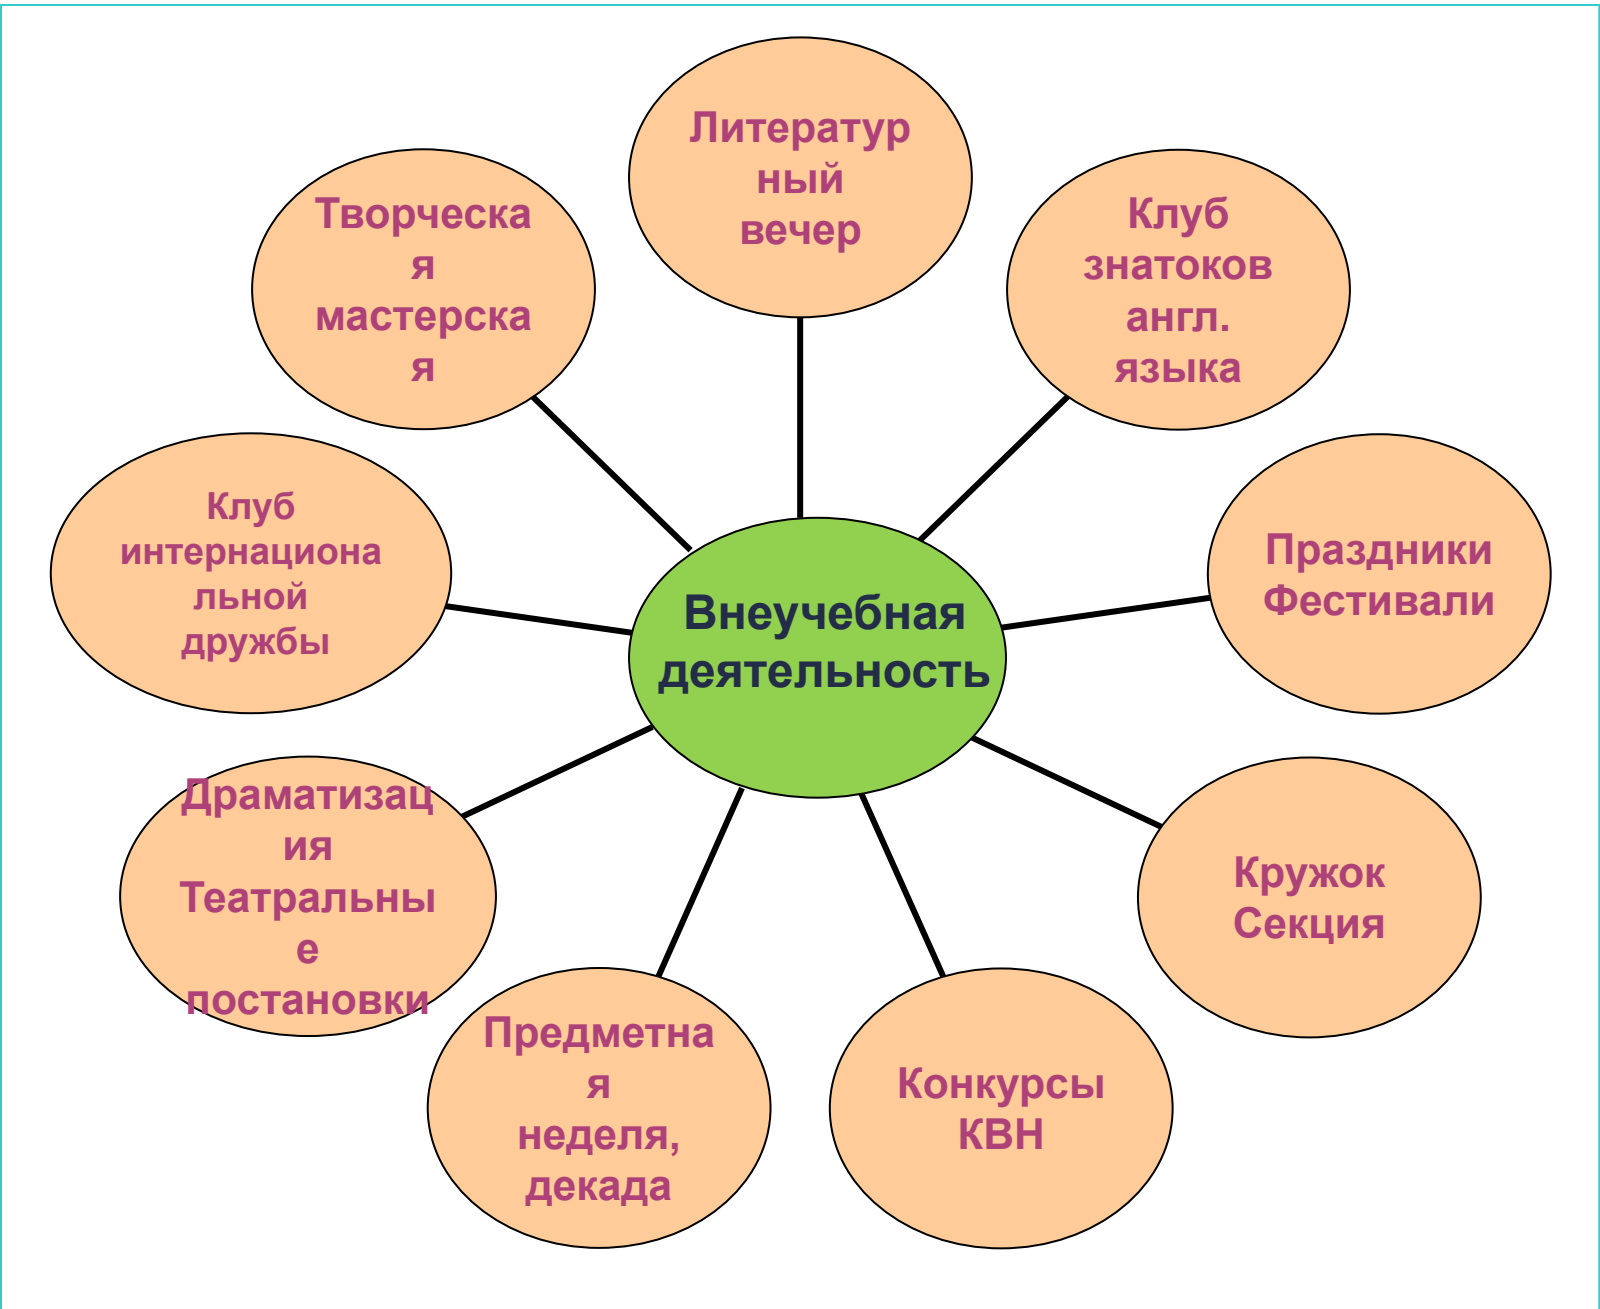 Литератур
ный
вечер
Творческа
я
мастерска
я
Клуб
знатоков
англ.
языка
Клуб
интернациона
льной
дружбы
Праздники
Фестивали
Внеучебная
деятельность
Драматизац
ия
Театральны
е
постановки
Кружок
Секция
Предметна
я
неделя,
декада
Конкурсы
КВН